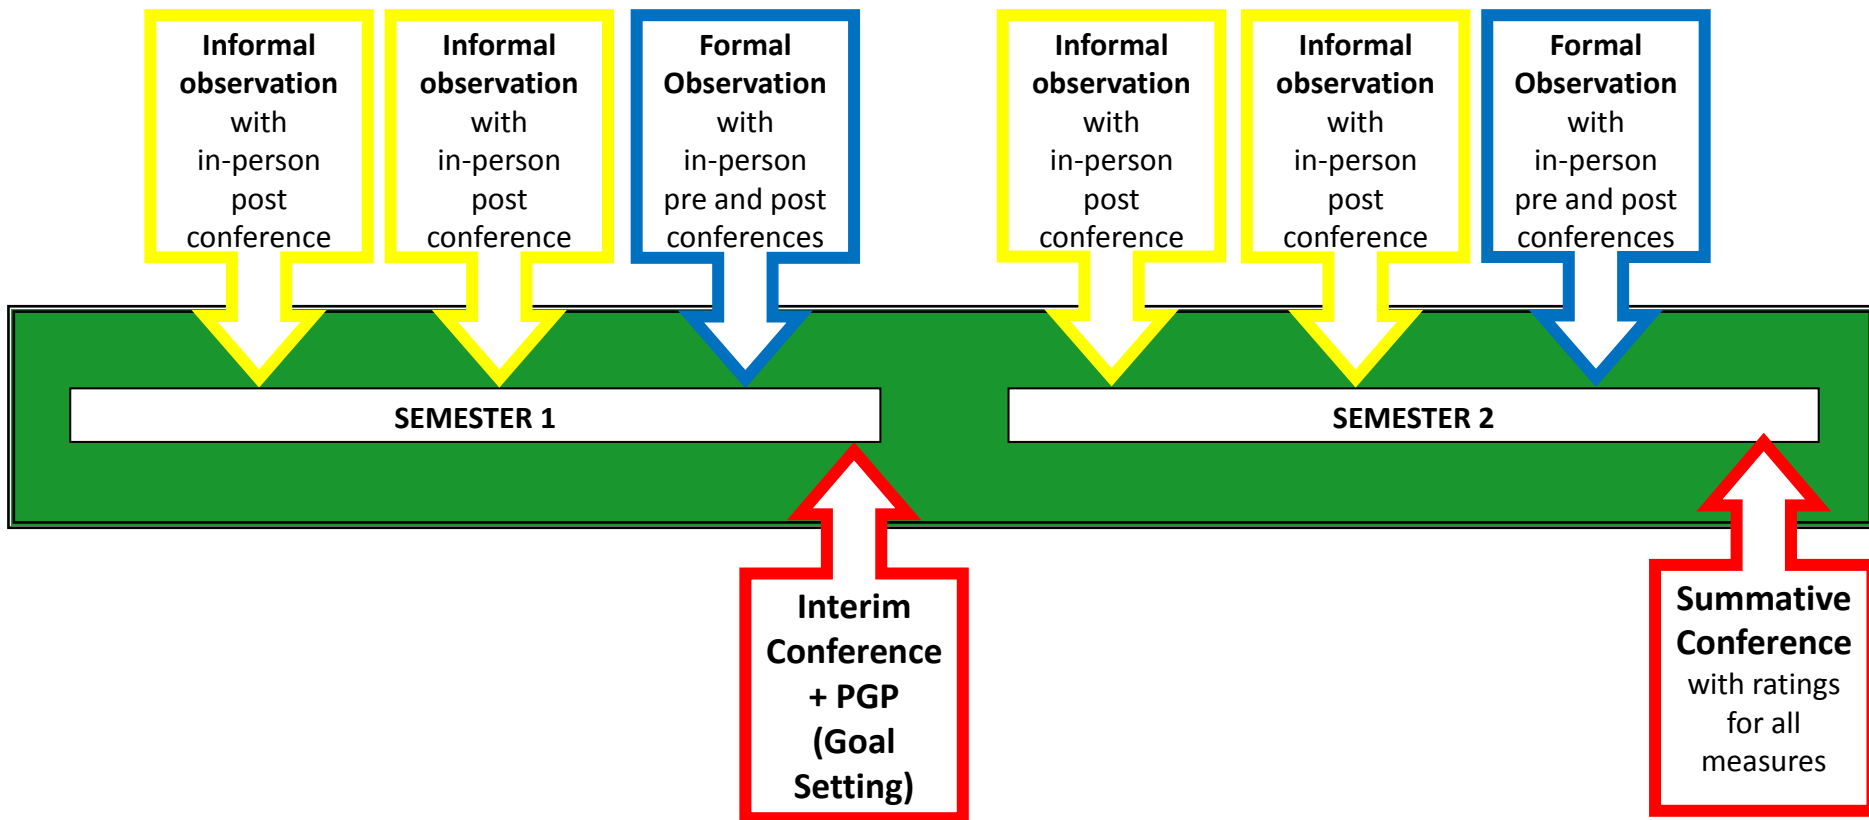 Informal
observation
with
in-person
post
conference
Informal
observation
with
in-person
post
conference
Formal
Observation
with
in-person
pre and post
conferences
Informal
observation
with
in-person
post
conference
Informal
observation
with
in-person
post
conference
Formal
Observation
with
in-person
pre and post
conferences
SEMESTER 1
SEMESTER 2
Interim
Conference
+ PGP
(Goal
Setting)
Summative
Conference
with ratings
for all
measures